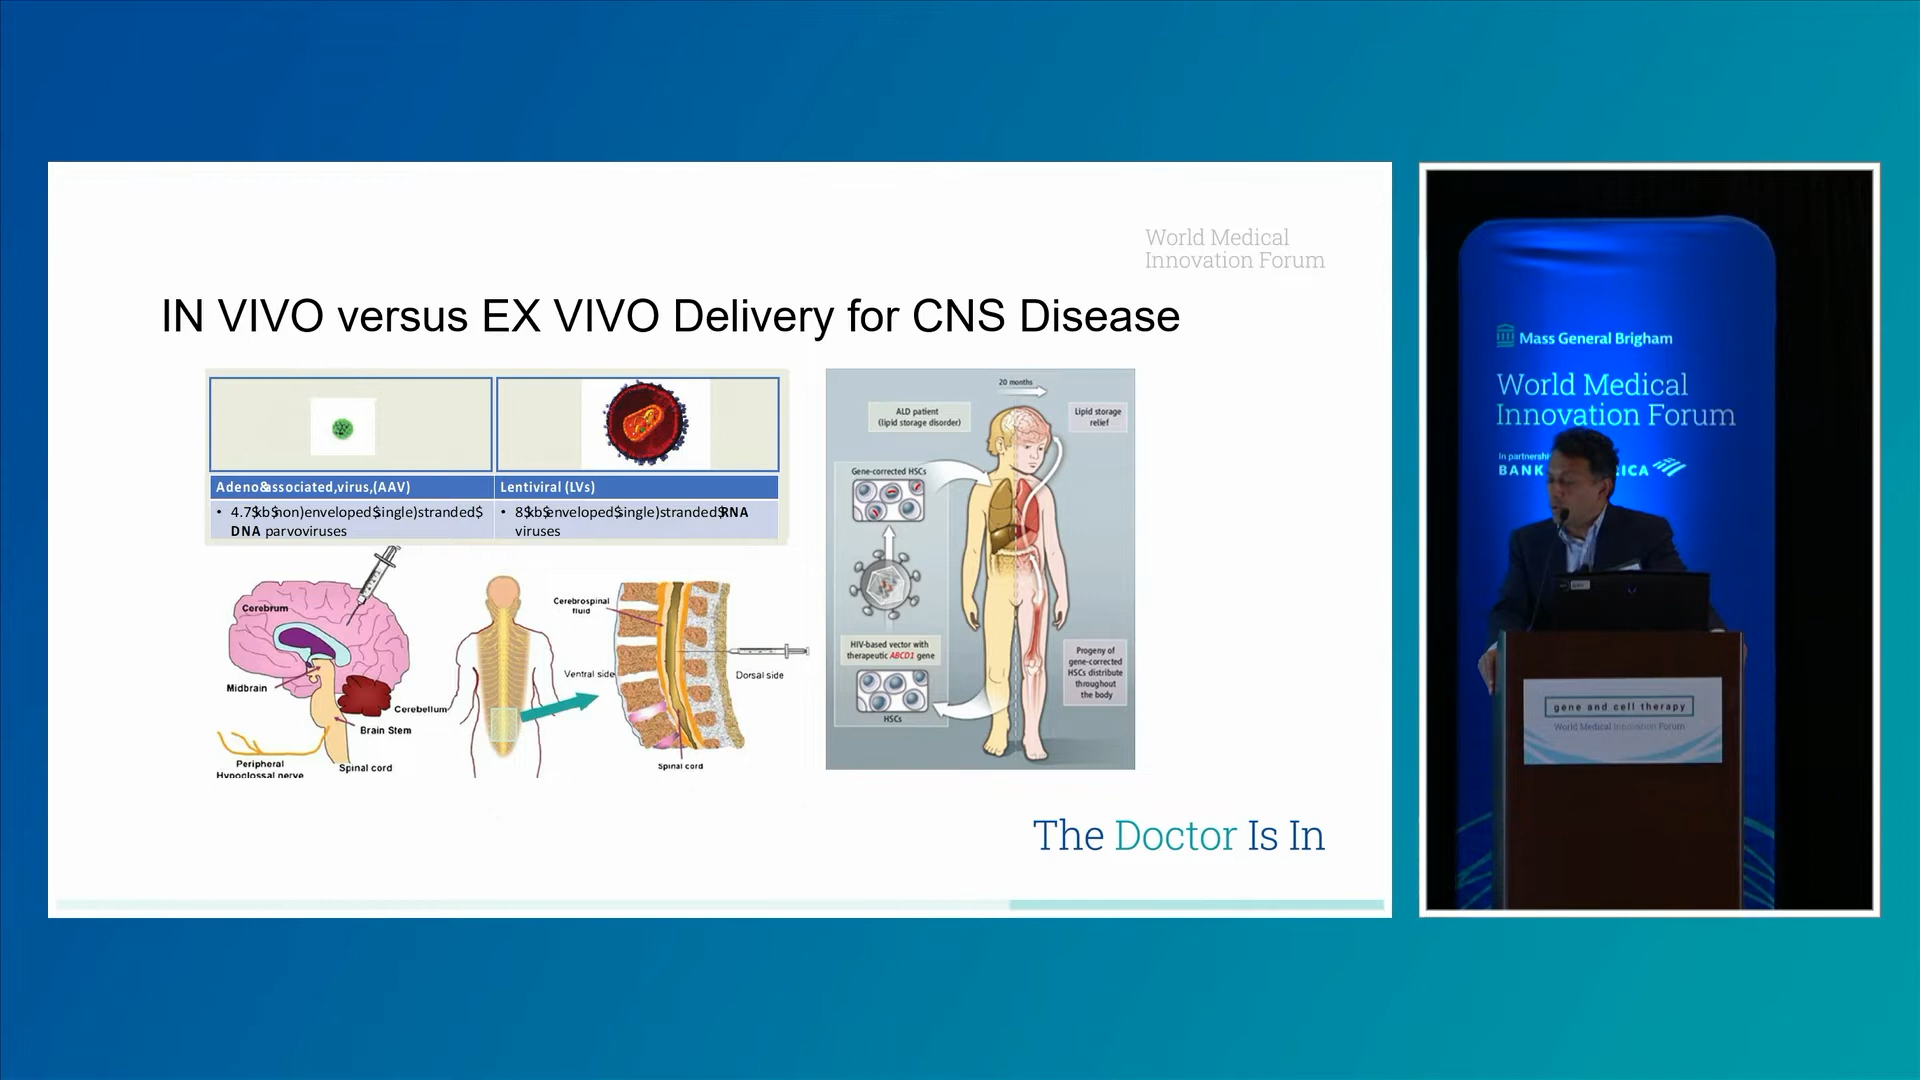 World Medical
Innovation Forum
IN VIVO versus EX VIVO Delivery for CNS Disease
Adeno&associated,virus,(AAV)
Lentiviral (LVs)
• 4.7$kb$non)enveloped$single)stranded$
DNA parvoviruses
• 8$kb$enveloped$single)stranded$RNA
viruses
Cerebrum
Midbrain
Cerebellum
Brain Stem
Peripheral
Hypoglossal nerve
Spinal cord
Cerebrospinal
fluid
Ventral side
Dorsal side
Spinal cord
20 months
ALD patient
(lipid storage disorder)
Lipid storage
relief
Gene-corrected HSCs
HIV-based vector with
therapeutic ABCD1 gene
HSCs
Progeny of
gene-corrected
HSCs distribute
throughout
the body
The Doctor Is In
Mass General Brigham
World Medical
Innovation Forum
In partnership
BANK
ICA
gene and cell therapy
World Medical Innovation Forum